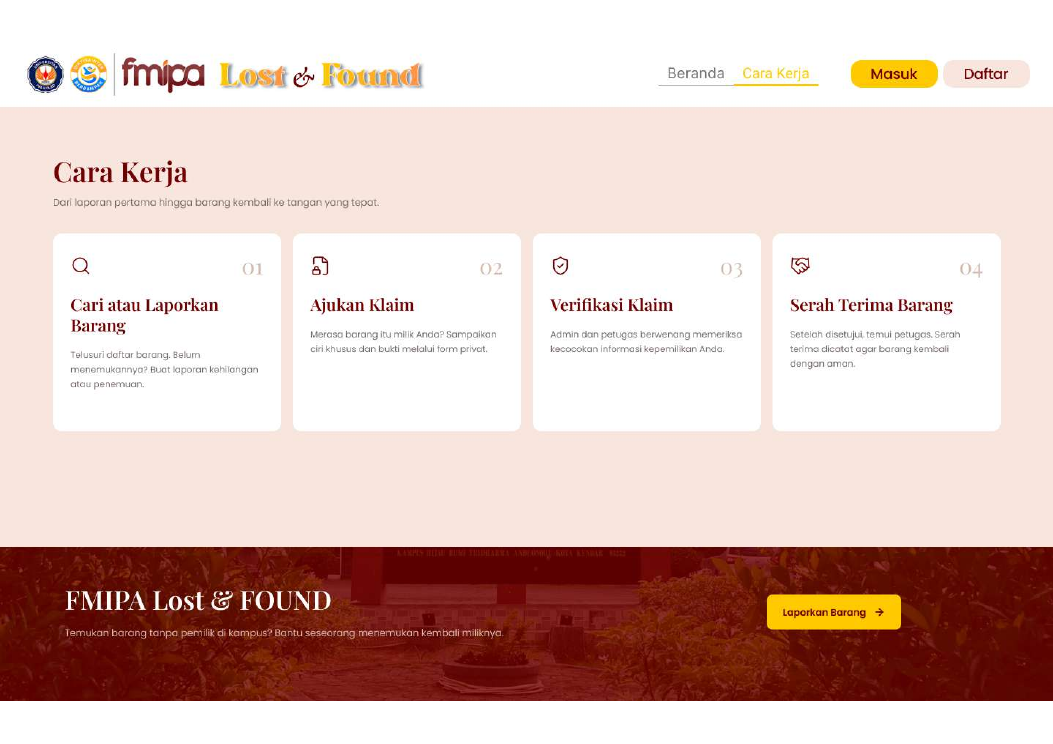 fmipa Lost & Found
Beranda Cara Kerja
Masuk
Daftar
Cara Kerja
Dari laporan pertama hingga barang kembali ke tangan yang tepat.
01
Cari atau Laporkan
Barang
Telusuri daftar barang. Belum
menemukannya? Buat laporan kehilangan
atau penemuan.
02
Ajukan Klaim
Merasa barang itu milik Anda? Sampaikan
ciri khusus dan bukti melalui form privat.
03
Verifikasi Klaim
Admin dan petugas berwenang memeriksa
kecocokan informasi kepemilikan Anda.
04
Serah Terima Barang
Setelah disetujui, temui petugas. Serah
terima dicatat agar barang kembali
dengan aman.
FMIPA Lost & FOUND
Temukan barang tanpa pemilik di kampus? Bantu seseorang menemukan kembali miliknya.
Laporkan Barang